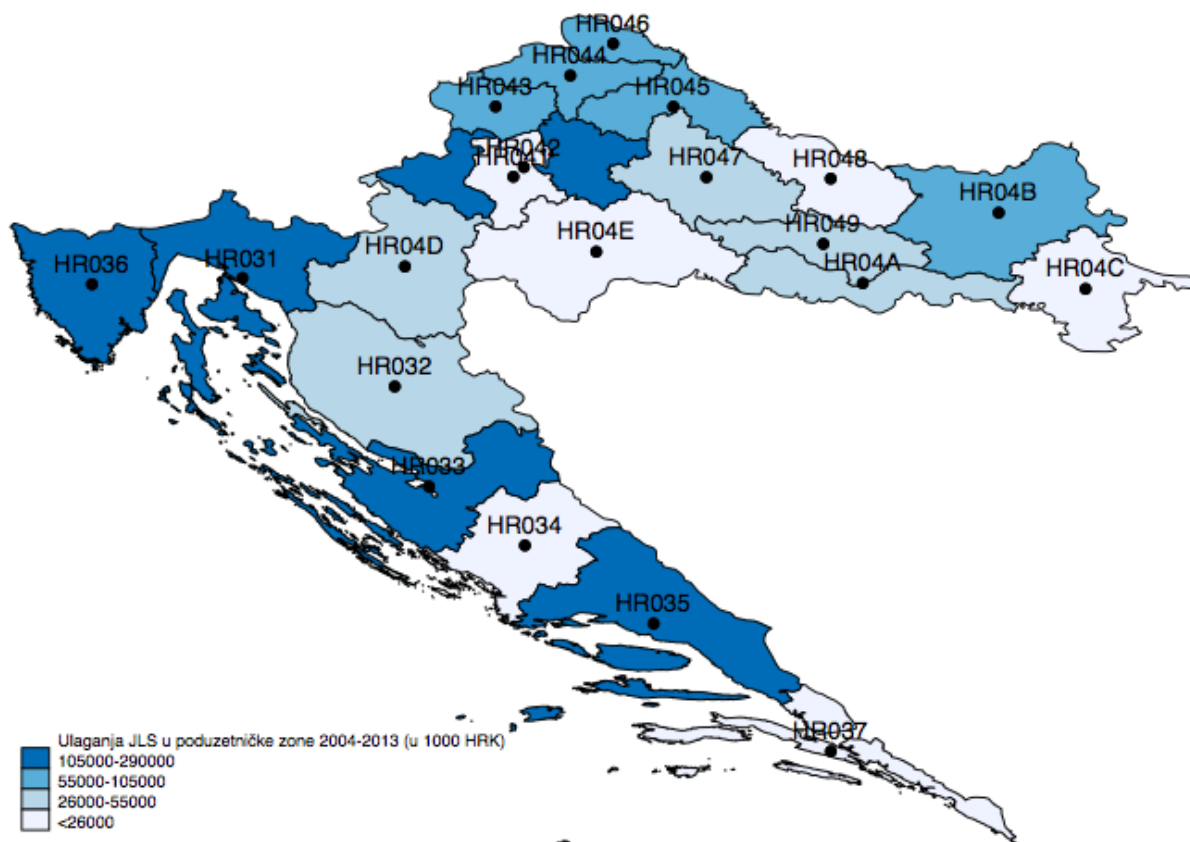 HR046
HR044
HR043
HR045
HR042
HR041
HR047
HR048
HR04B
HR049
HR04E
HR04D
HR04A
HR04C
HR036
HR031
HR032
HR033
HR034
HR035
HR037
Ulaganja JLS u poduzetničke zone 2004-2013 (u 1000 HRK)
105000-290000
55000-105000
26000-55000
<26000